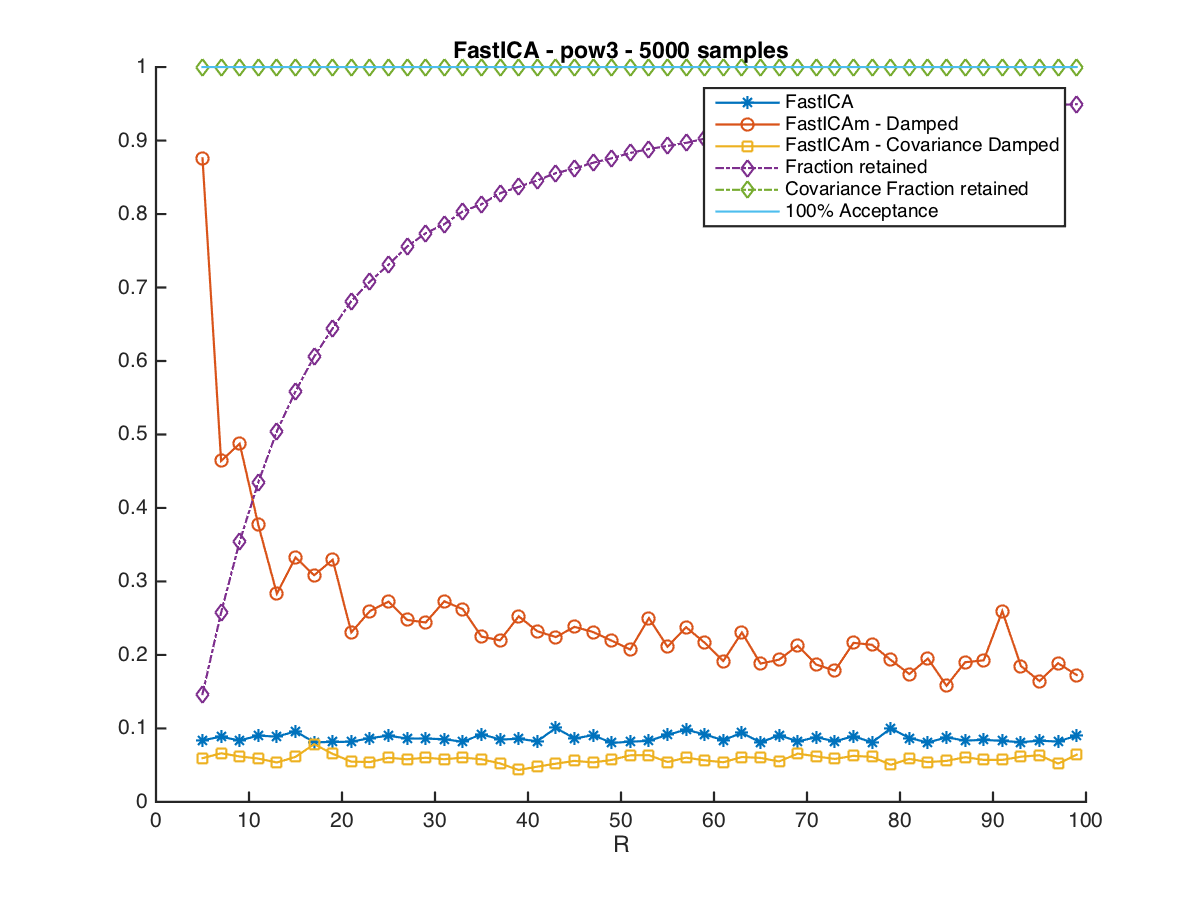 FastICA - pow3 - 5000 samples
1
0.9
0.8
0.7
0.6
0.5
0.4
0.3
0.2
0.1
0
FastICA
FastICAm - Damped
FastICAm - Covariance Damped
Fraction retained
Covariance Fraction retained
100% Acceptance
0 10 20 30 40 50 60 70 80 90 100
R